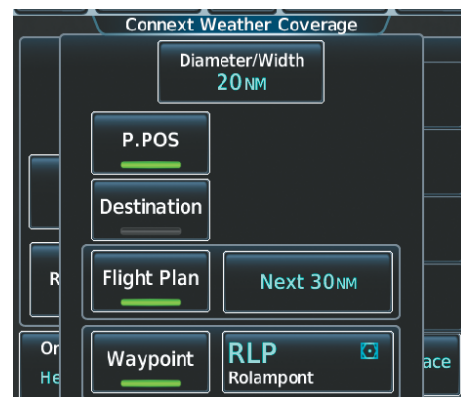 Connext Weather Coverage
Diameter/Width
20NM
P.POS
Destination
Flight Plan
Next 30NM
R
Waypoint
RLP
Rolampont
Or
He
ace